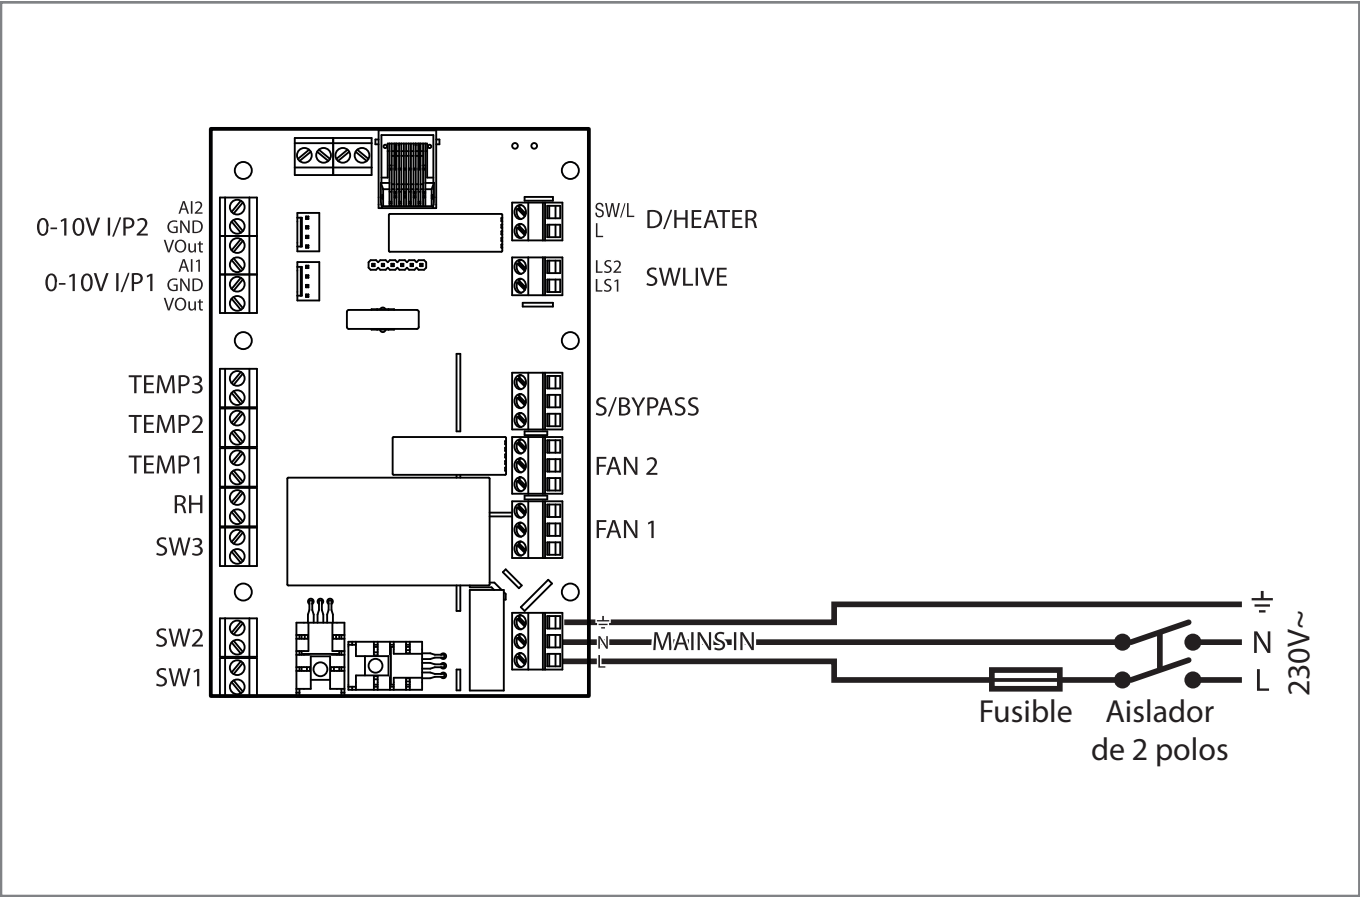 AI2
0-10V I/P2
GND
VOut
AI1
0-10V I/P1
GND
VOut
TEMP3
TEMP2
TEMP1
RH
SW3
SW2
SW1
SW/L
D/HEATER
L
LS2
SWLIVE
LS1
S/BYPASS
FAN 2
FAN 1
N
MAINS IN
L
N
L
230V~
Fusible
Aislador
de 2 polos